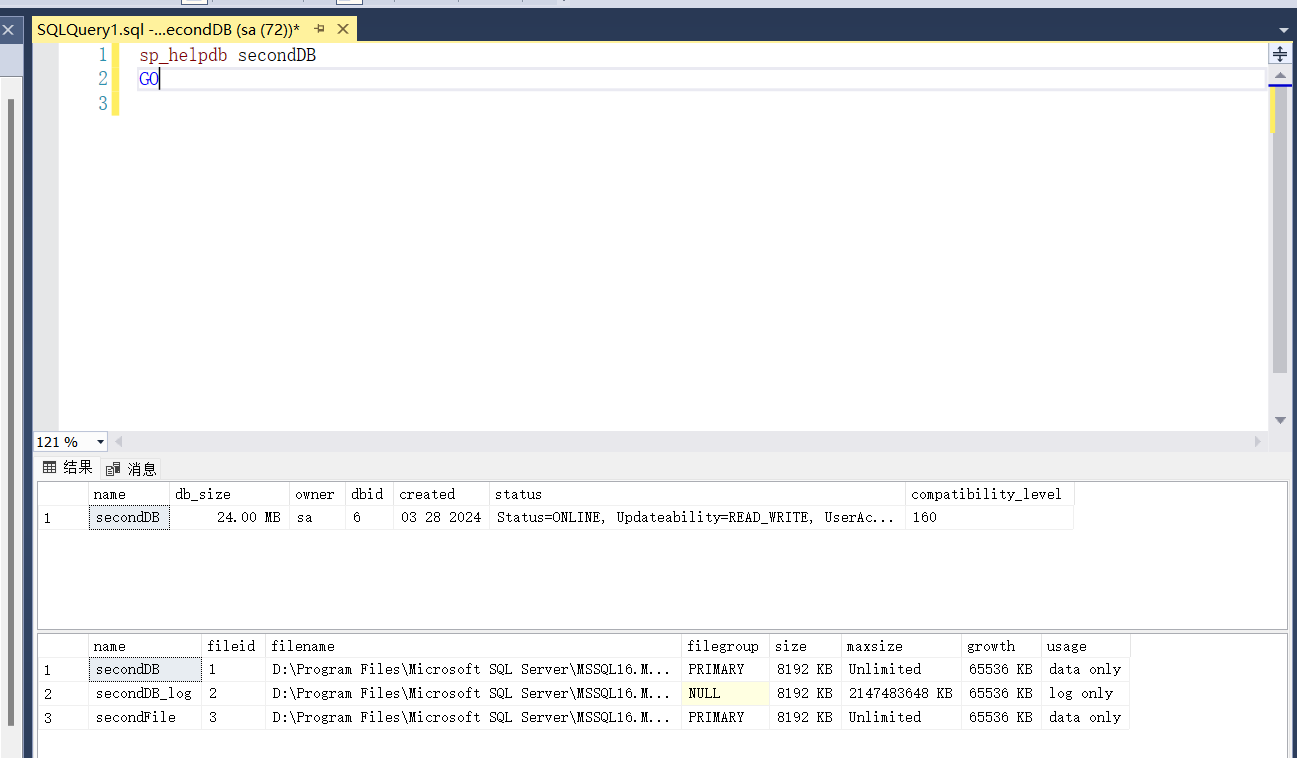 SQLQuery1.sql -...econdDB (sa (72))*
1 sp_helpdb secondDB
2 GO
3
121 %
结果 消息
name db_size owner dbid created status compatibility_level
1 secondDB 24.00 MB sa 6 03 28 2024 Status=ONLINE, Updateability=READ_WRITE, UserAc... 160
name fileid filename filegroup size maxsize growth usage
1 secondDB 1 D:\Program Files\Microsoft SQL Server\MSSQL16.M... PRIMARY 8192 KB Unlimited 65536 KB data only
2 secondDB_log 2 D:\Program Files\Microsoft SQL Server\MSSQL16.M... NULL 8192 KB 2147483648 KB 65536 KB log only
3 secondFile 3 D:\Program Files\Microsoft SQL Server\MSSQL16.M... PRIMARY 8192 KB Unlimited 65536 KB data only